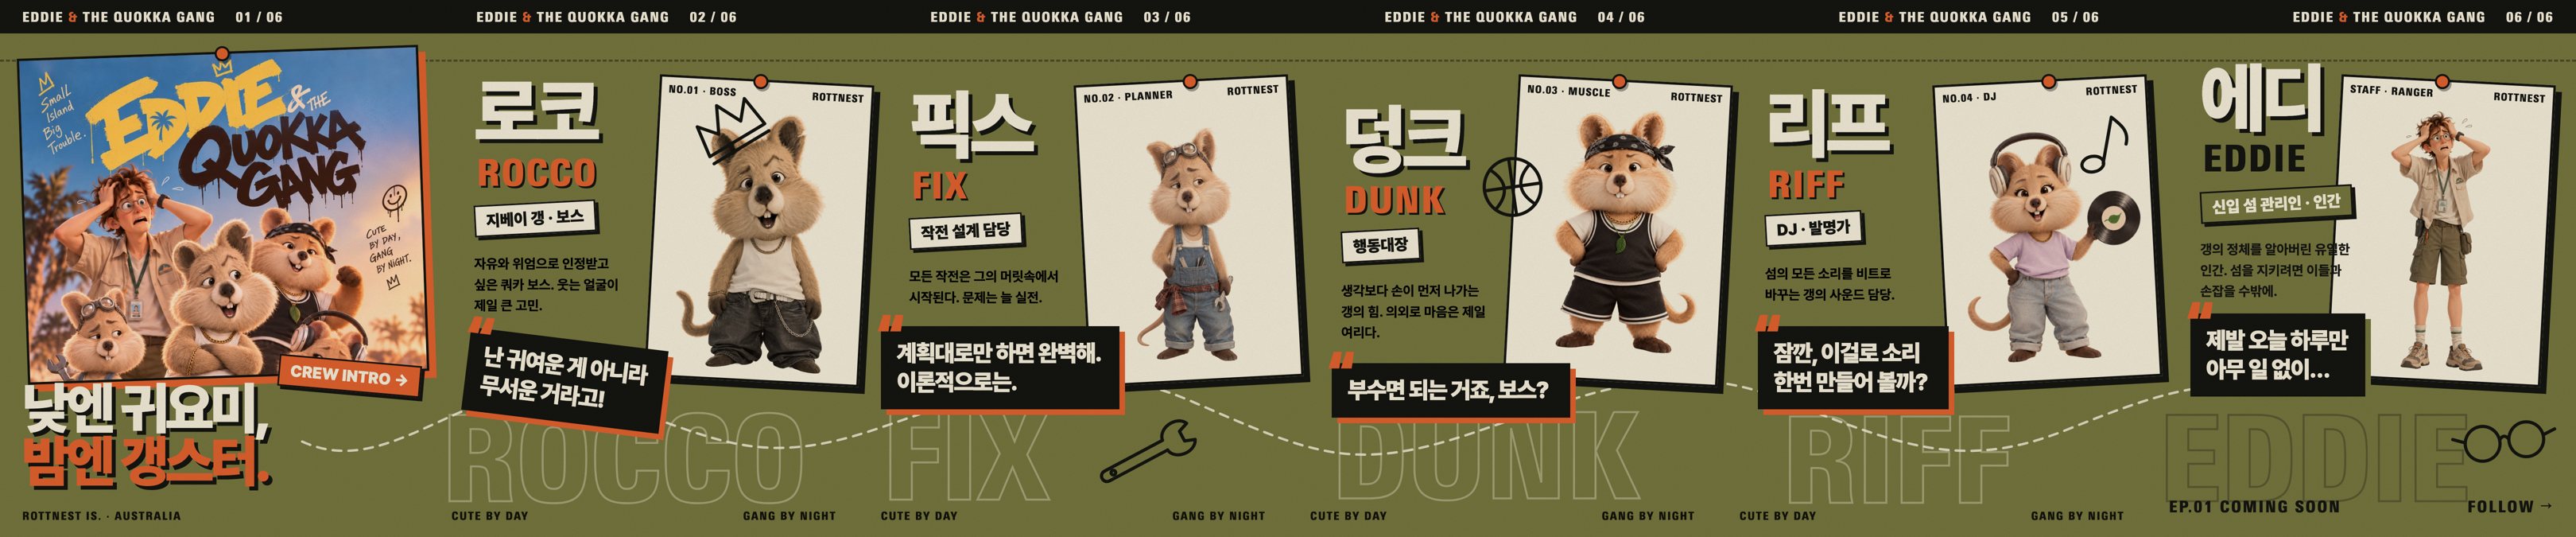 EDDIE & THE QUOKKA GANG 01 / 06
EDDIE & THE QUOKKA GANG 02 / 06
EDDIE & THE QUOKKA GANG 03 / 06
EDDIE & THE QUOKKA GANG 04 / 06
EDDIE & THE QUOKKA GANG 05 / 06
EDDIE & THE QUOKKA GANG 06 / 06
Small
Island
Big
Trouble.
EDDIE
& THE
QUOKKA
GANG
CUTE
BY DAY,
GANG
BY NIGHT.
CREW INTRO →
낮엔 귀요미,
밤엔 갱스터.
ROTTNEST IS. · AUSTRALIA
로코
ROCCO
지베이 갱 · 보스
자유와 위엄으로 인정받고
싶은 쿼카 보스. 웃는 얼굴이
제일 큰 고민.
NO.01 · BOSS
ROTTNEST
난 귀여운 게 아니라
무서운 거라고!
ROCCO
CUTE BY DAY
GANG BY NIGHT
픽스
FIX
작전 설계 담당
모든 작전은 그의 머릿속에서
시작된다. 문제는 늘 실전.
NO.02 · PLANNER
ROTTNEST
계획대로만 하면 완벽해.
이론적으로는.
FIX
CUTE BY DAY
GANG BY NIGHT
덩크
DUNK
행동대장
생각보다 손이 먼저 나가는
갱의 힘. 의외로 마음은 제일
여리다.
NO.03 · MUSCLE
ROTTNEST
부수면 되는 거죠, 보스?
DUNK
CUTE BY DAY
GANG BY NIGHT
리프
RIFF
DJ · 발명가
섬의 모든 소리를 비트로
바꾸는 갱의 사운드 담당.
NO.04 · DJ
ROTTNEST
잠깐, 이걸로 소리
한번 만들어 볼까?
RIFF
CUTE BY DAY
GANG BY NIGHT
에디
EDDIE
신입 섬 관리인 · 인간
갱의 정체를 알아버린 유일한
인간. 섬을 지키려면 이들과
손잡을 수밖에.
STAFF · RANGER
ROTTNEST
제발 오늘 하루만
아무 일 없이...
EDDIE
EP.01 COMING SOON
FOLLOW →